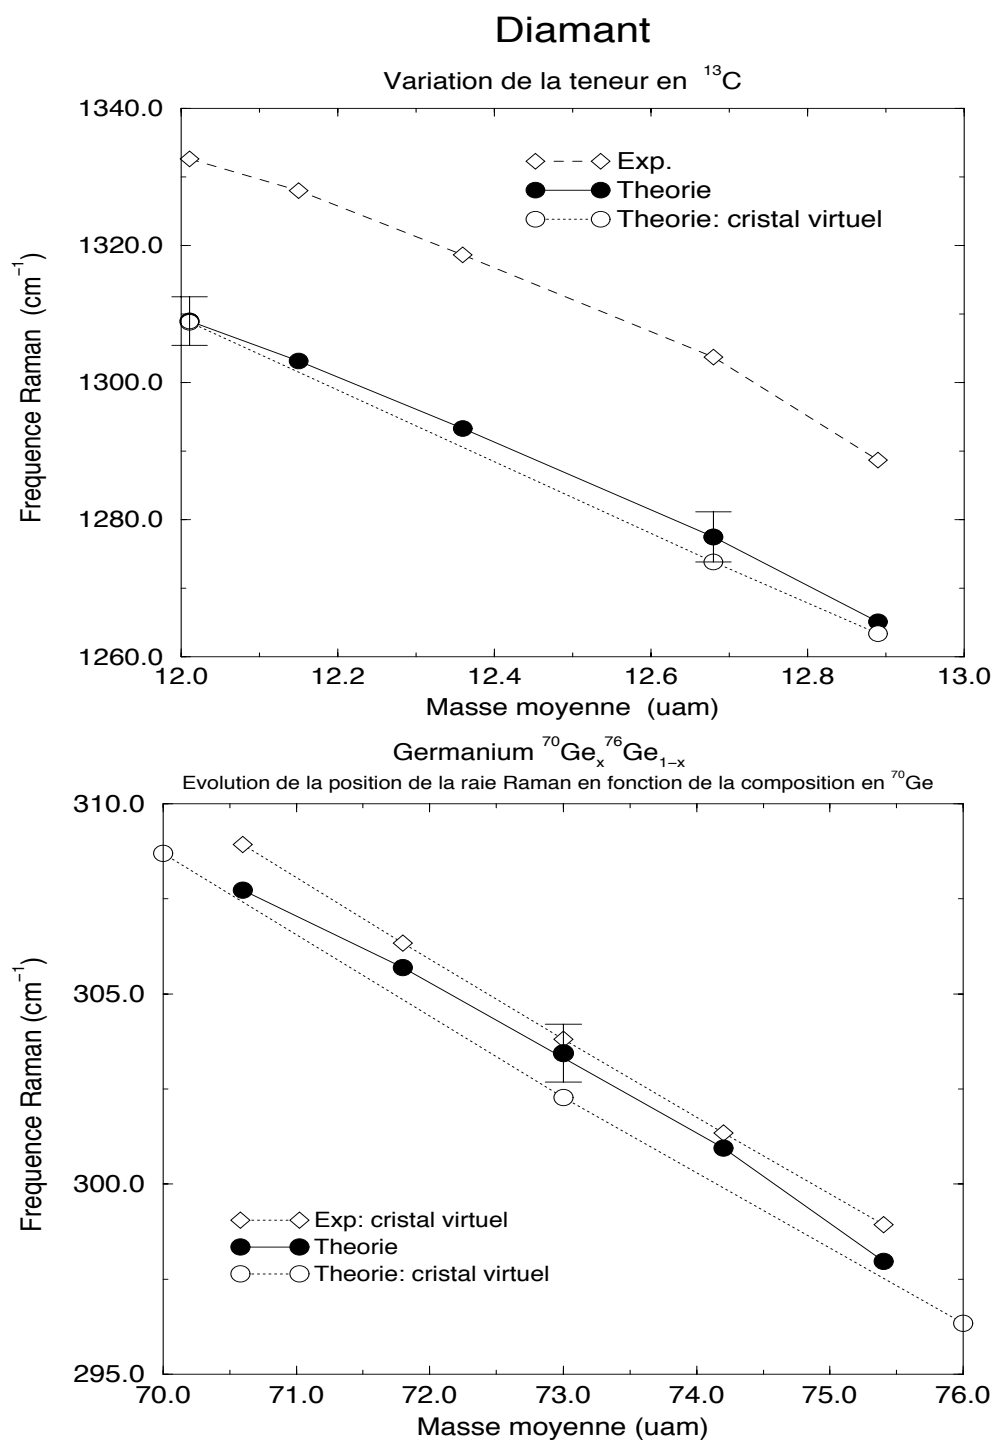 Diamant
Variation de la teneur en ¹³C
1340.0
1320.0
1300.0
1280.0
1260.0
Frequence Raman (cm⁻¹)
Exp.
Theorie
Theorie: cristal virtuel
12.0 12.2 12.4 12.6 12.8 13.0
Masse moyenne (uam)
Germanium ⁷⁰Geₓ⁷⁶Ge₁₋ₓ
Evolution de la position de la raie Raman en fonction de la composition en ⁷⁰Ge
310.0
305.0
300.0
295.0
Frequence Raman (cm⁻¹)
Exp: cristal virtuel
Theorie
Theorie: cristal virtuel
70.0 71.0 72.0 73.0 74.0 75.0 76.0
Masse moyenne (uam)